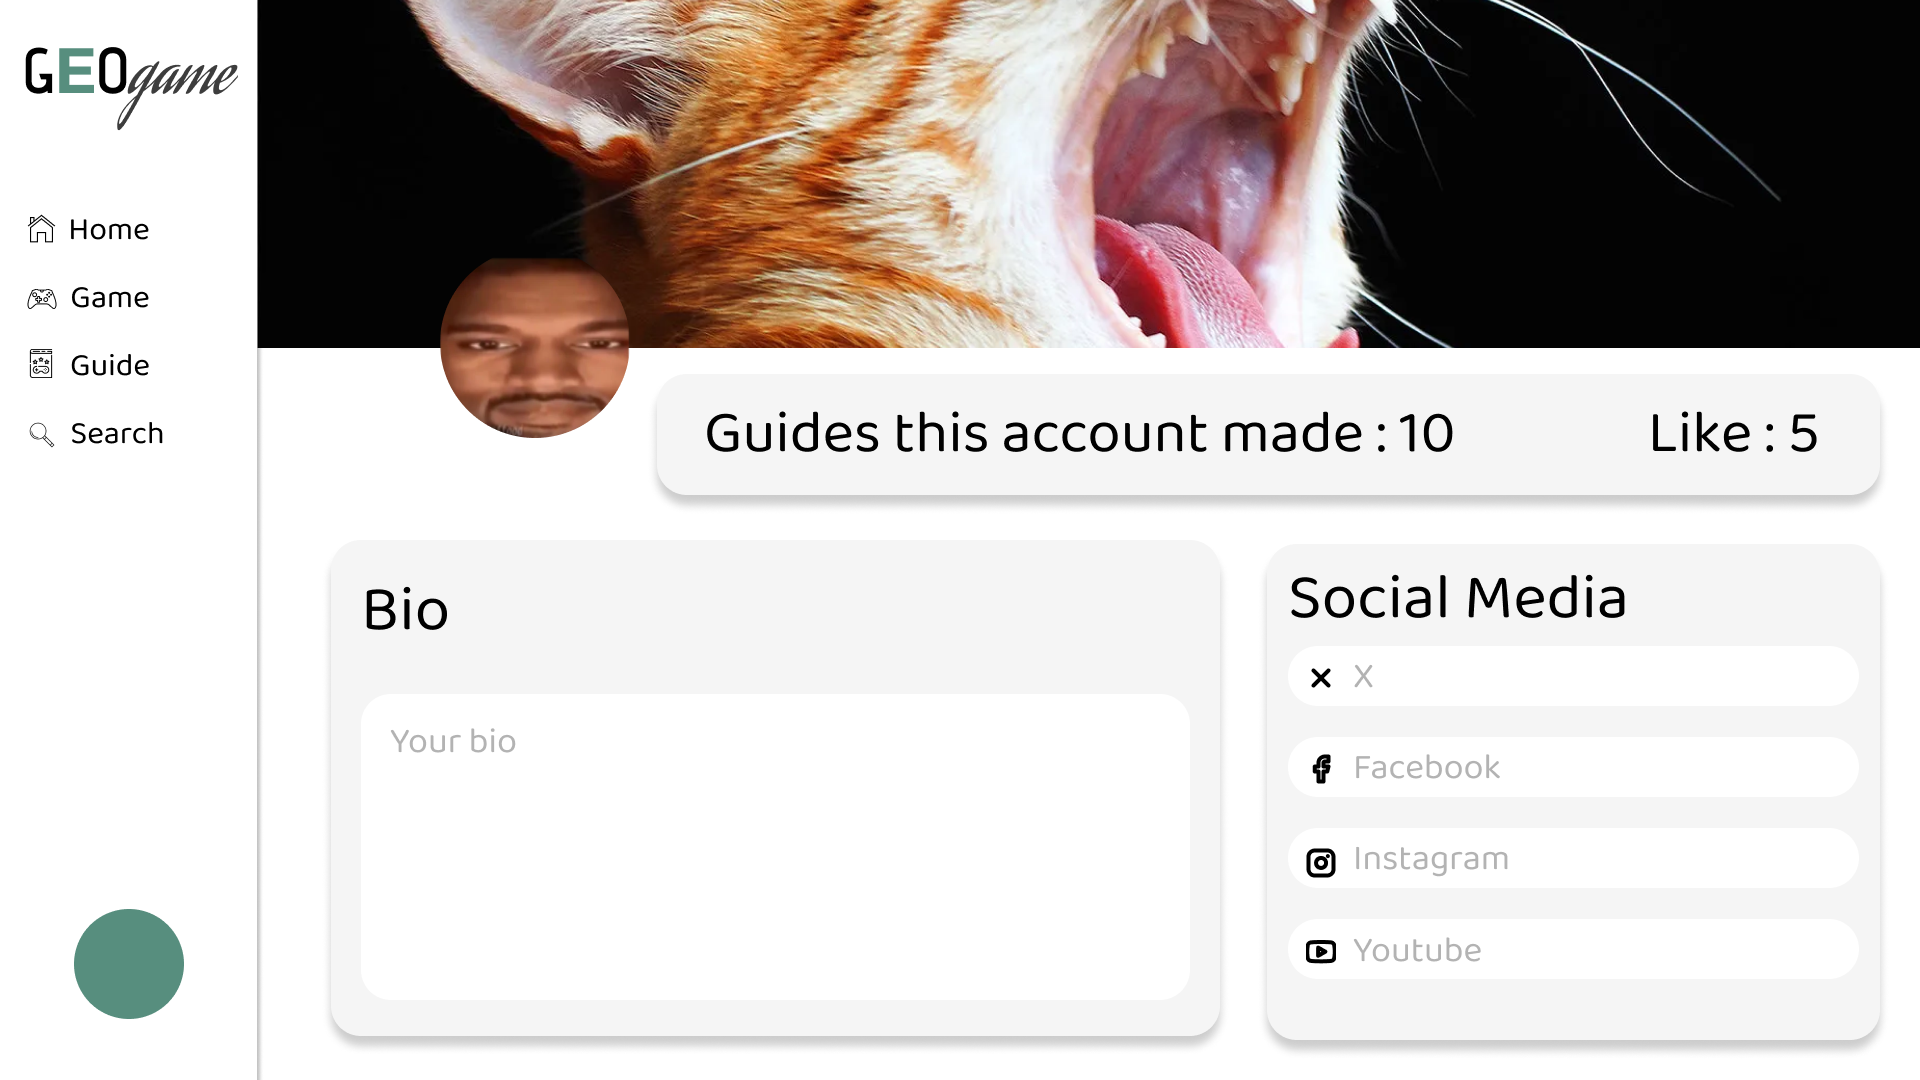 GEOgame
Home
Game
Guide
Search
Guides this account made : 10
Like : 5
Bio
Your bio
Social Media
X
Facebook
Instagram
Youtube